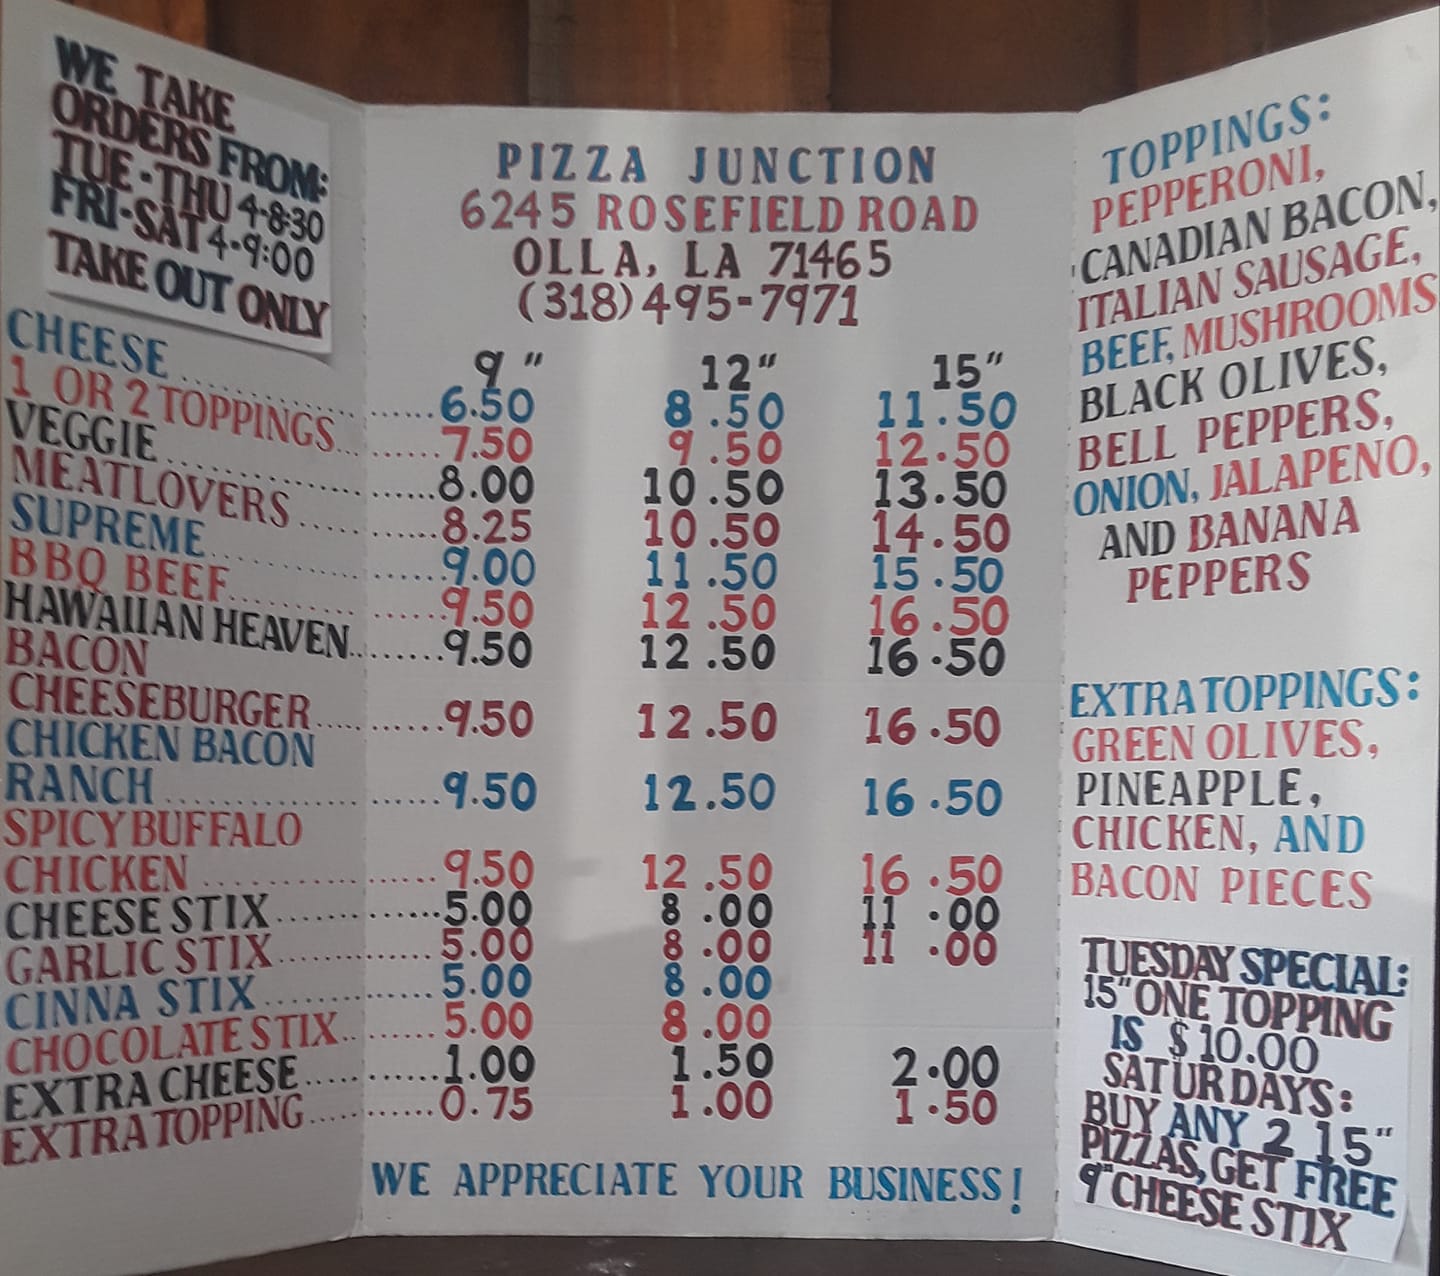 WE TAKE
ORDERS FROM:
TUE-THU 4-8:30
FRI-SAT 4-9:00
TAKE OUT ONLY
PIZZA JUNCTION
6245 ROSEFIELD ROAD
OLLA, LA 71465
(318)495-7971
9" 12" 15"
CHEESE..................6.50 8.50 11.50
1 OR 2 TOPPINGS.........7.50 9.50 12.50
VEGGIE..................8.00 10.50 13.50
MEATLOVERS..............8.25 10.50 14.50
SUPREME.................9.00 11.50 15.50
BBQ BEEF................9.50 12.50 16.50
HAWAIIAN HEAVEN.........9.50 12.50 16.50
BACON
CHEESEBURGER............9.50 12.50 16.50
CHICKEN BACON
RANCH...................9.50 12.50 16.50
SPICY BUFFALO
CHICKEN.................9.50 12.50 16.50
CHEESE STIX.............5.00 8.00 11.00
GARLIC STIX.............5.00 8.00 11.00
CINNA STIX..............5.00 8.00
CHOCOLATE STIX..........5.00 8.00
EXTRA CHEESE............1.00 1.50 2.00
EXTRA TOPPING...........0.75 1.00 1.50
WE APPRECIATE YOUR BUSINESS!
TOPPINGS:
PEPPERONI,
CANADIAN BACON,
ITALIAN SAUSAGE,
BEEF, MUSHROOMS
BLACK OLIVES,
BELL PEPPERS,
ONION, JALAPENO,
AND BANANA
PEPPERS
EXTRA TOPPINGS:
GREEN OLIVES,
PINEAPPLE,
CHICKEN, AND
BACON PIECES
TUESDAY SPECIAL:
15" ONE TOPPING
IS $10.00
SATURDAYS:
BUY ANY 2 15"
PIZZAS, GET FREE
9" CHEESE STIX